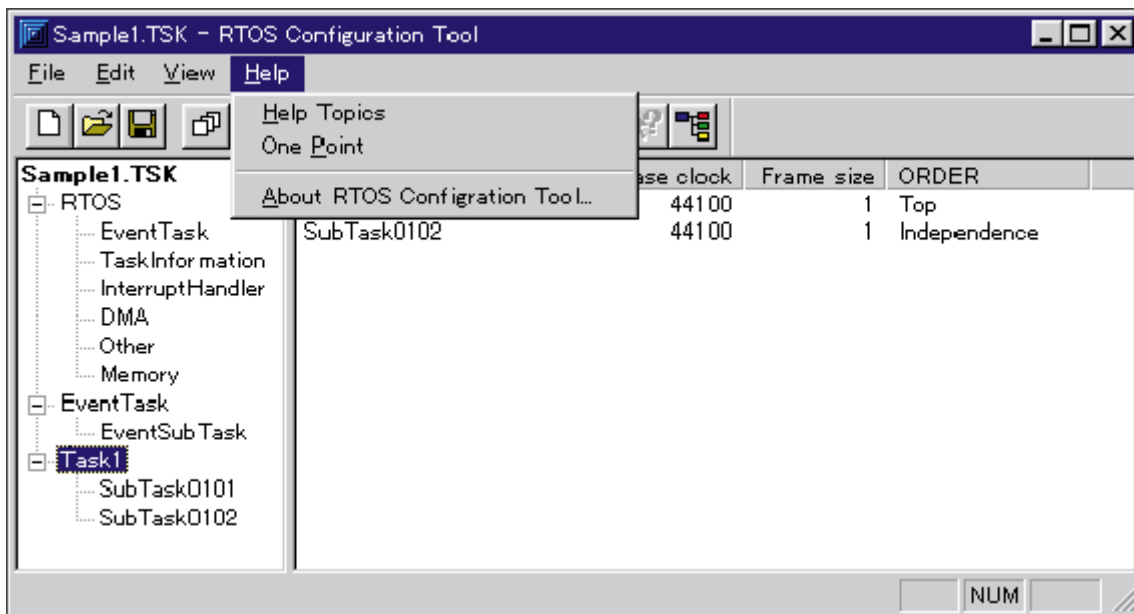 Sample1.TSK - RTOS Configuration Tool
File Edit View Help
Help Topics
One Point
About RTOS Configration Tool...
Sample1.TSK
clock Frame size ORDER
RTOS
44100 1 Top
EventTask
SubTask0102 44100 1 Independence
TaskInformation
InterruptHandler
DMA
Other
Memory
EventTask
EventSubTask
Task1
SubTask0101
SubTask0102
NUM